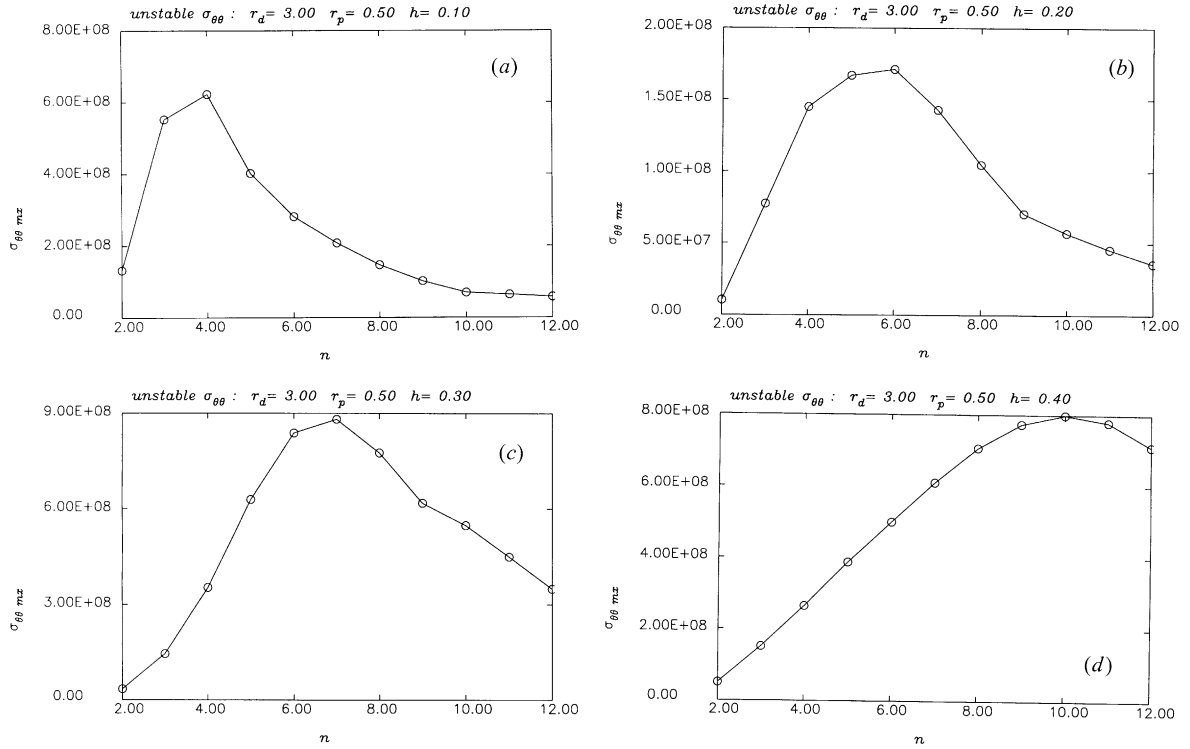 unstable σθθ : rd= 3.00 rp= 0.50 h= 0.10
8.00E+08
6.00E+08
4.00E+08
2.00E+08
0.00
σθθ mx
(a)
2.00 4.00 6.00 8.00 10.00 12.00
n
unstable σθθ : rd= 3.00 rp= 0.50 h= 0.20
2.00E+08
1.50E+08
1.00E+08
5.00E+07
0.00
σθθ mx
(b)
2.00 4.00 6.00 8.00 10.00 12.00
n
unstable σθθ : rd= 3.00 rp= 0.50 h= 0.30
9.00E+08
6.00E+08
3.00E+08
0.00
σθθ mx
(c)
2.00 4.00 6.00 8.00 10.00 12.00
n
unstable σθθ : rd= 3.00 rp= 0.50 h= 0.40
8.00E+08
6.00E+08
4.00E+08
2.00E+08
0.00
σθθ mx
(d)
2.00 4.00 6.00 8.00 10.00 12.00
n